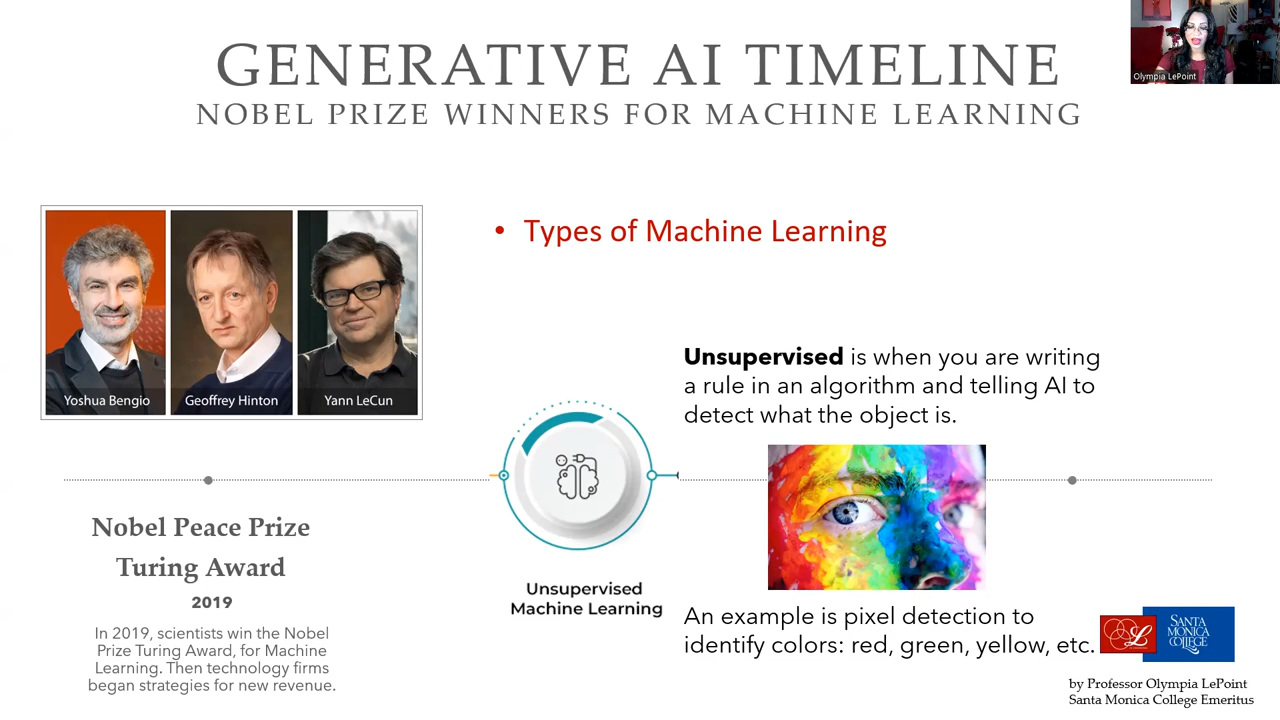 GENERATIVE AI TIMELINE
NOBEL PRIZE WINNERS FOR MACHINE LEARNING
Olympia LePoint
Yoshua Bengio
Geoffrey Hinton
Yann LeCun
• Types of Machine Learning
Unsupervised is when you are writing
a rule in an algorithm and telling AI to
detect what the object is.
Nobel Peace Prize
Turing Award
2019
In 2019, scientists win the Nobel
Prize Turing Award, for Machine
Learning. Then technology firms
began strategies for new revenue.
Unsupervised
Machine Learning
An example is pixel detection to
identify colors: red, green, yellow, etc.
SANTA
MONICA
COLLEGE
by Professor Olympia LePoint
Santa Monica College Emeritus